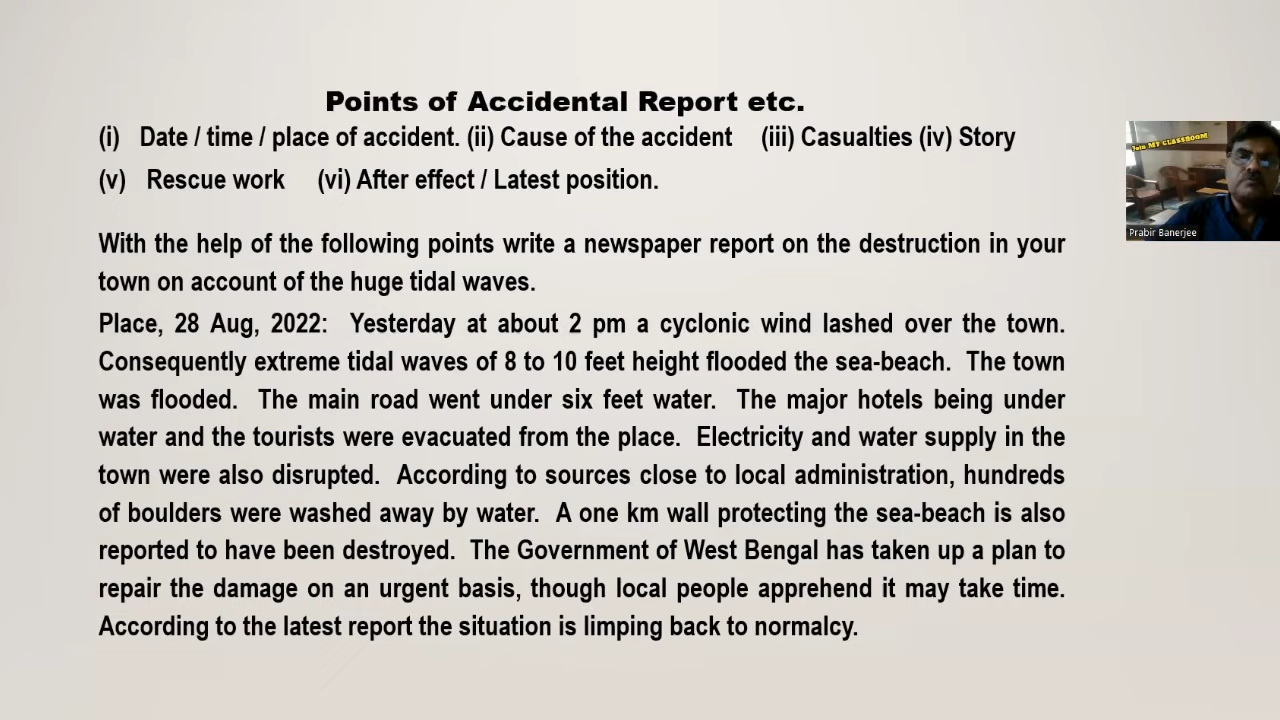 Points of Accidental Report etc.
(i) Date / time / place of accident. (ii) Cause of the accident (iii) Casualties (iv) Story
(v) Rescue work (vi) After effect / Latest position.
Join MY CLASSROOM
Prabir Banerjee
With the help of the following points write a newspaper report on the destruction in your
town on account of the huge tidal waves.
Place, 28 Aug, 2022: Yesterday at about 2 pm a cyclonic wind lashed over the town.
Consequently extreme tidal waves of 8 to 10 feet height flooded the sea-beach. The town
was flooded. The main road went under six feet water. The major hotels being under
water and the tourists were evacuated from the place. Electricity and water supply in the
town were also disrupted. According to sources close to local administration, hundreds
of boulders were washed away by water. A one km wall protecting the sea-beach is also
reported to have been destroyed. The Government of West Bengal has taken up a plan to
repair the damage on an urgent basis, though local people apprehend it may take time.
According to the latest report the situation is limping back to normalcy.